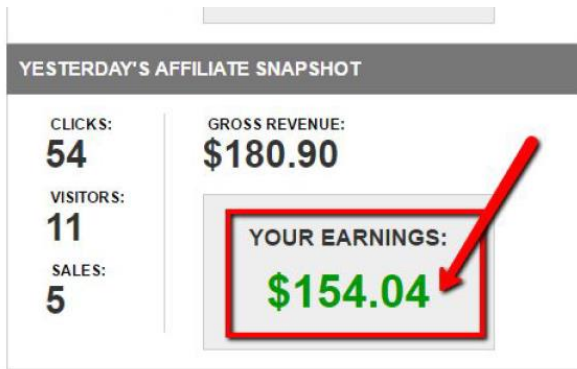 YESTERDAY'S AFFILIATE SNAPSHOT
CLICKS:
54
VISITORS:
11
SALES:
5
GROSS REVENUE:
$180.90
YOUR EARNINGS:
$154.04